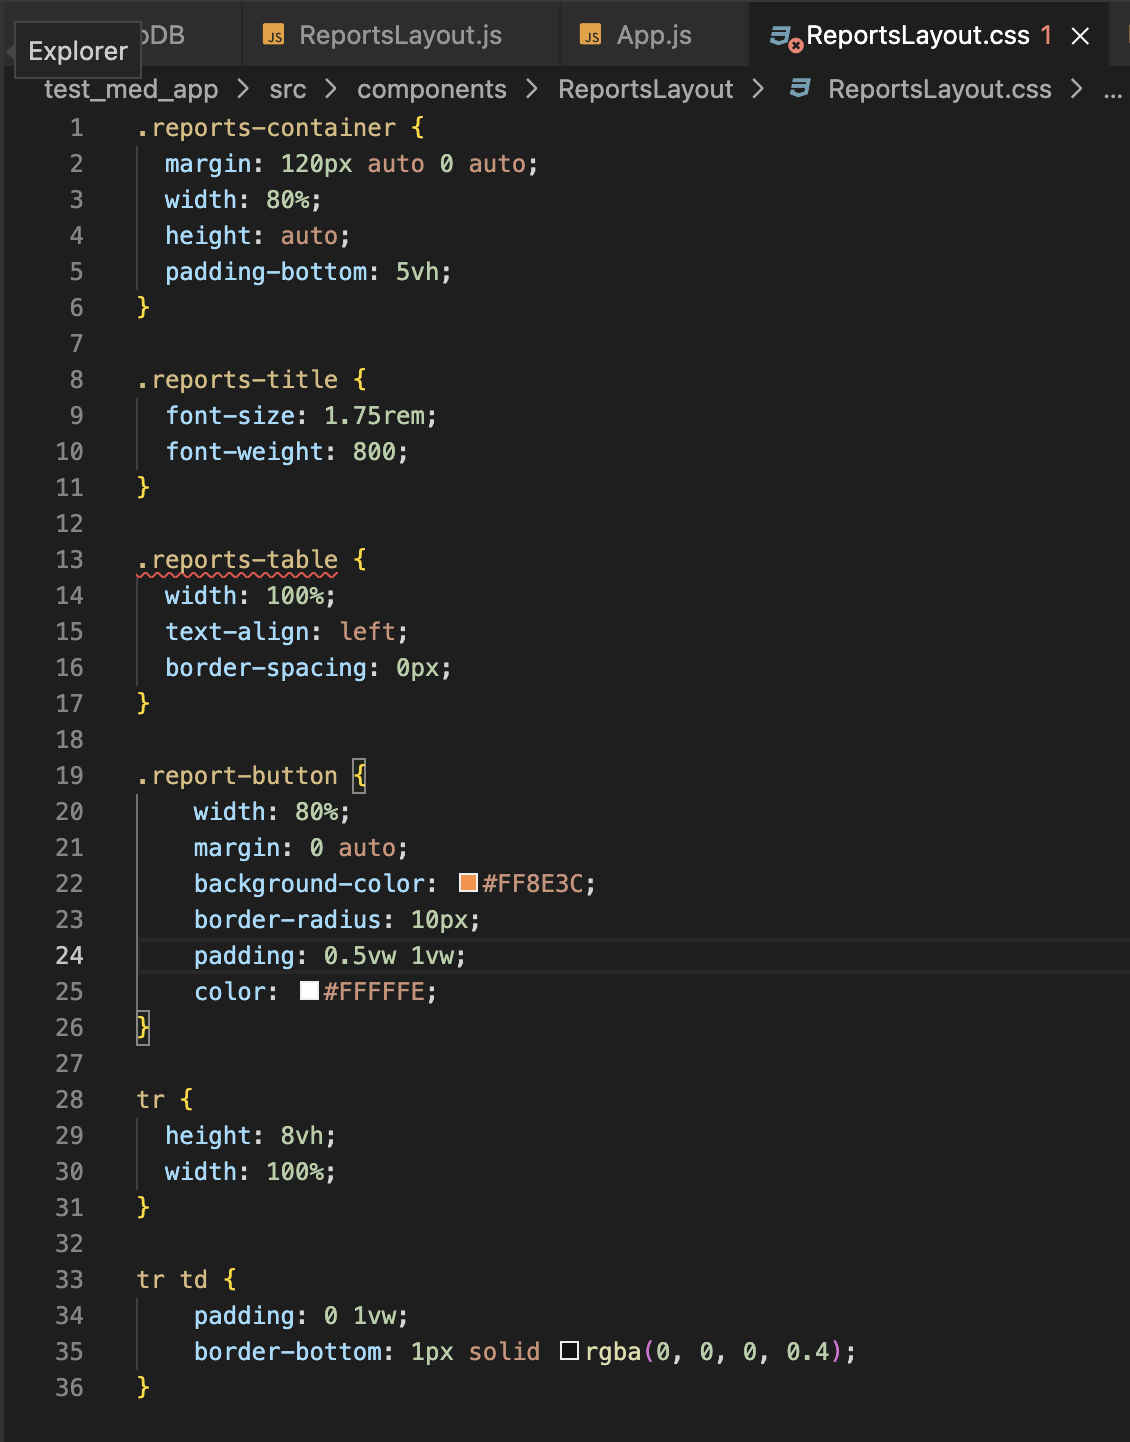 Explorer
oDB
JS ReportsLayout.js
JS App.js
ReportsLayout.css 1
test_med_app > src > components > ReportsLayout > ReportsLayout.css > ...
1 .reports-container {
2   margin: 120px auto 0 auto;
3   width: 80%;
4   height: auto;
5   padding-bottom: 5vh;
6 }
7
8 .reports-title {
9   font-size: 1.75rem;
10   font-weight: 800;
11 }
12
13 .reports-table {
14   width: 100%;
15   text-align: left;
16   border-spacing: 0px;
17 }
18
19 .report-button {
20     width: 80%;
21     margin: 0 auto;
22     background-color: #FF8E3C;
23     border-radius: 10px;
24     padding: 0.5vw 1vw;
25     color: #FFFFFE;
26 }
27
28 tr {
29   height: 8vh;
30   width: 100%;
31 }
32
33 tr td {
34     padding: 0 1vw;
35     border-bottom: 1px solid rgba(0, 0, 0, 0.4);
36 }